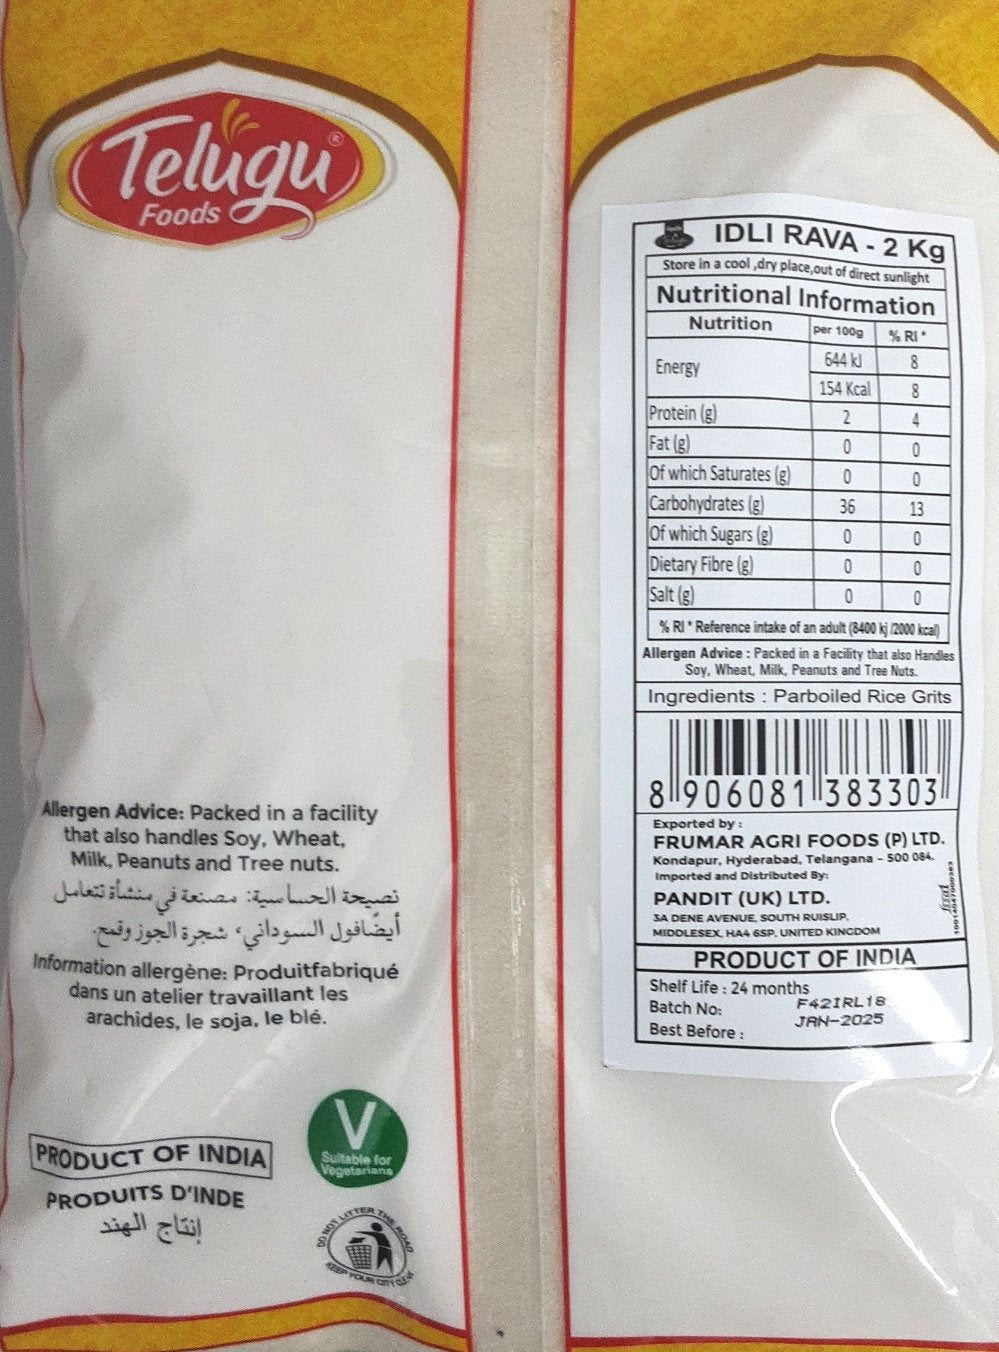 Telugu®
Foods
Allergen Advice: Packed in a facility
that also handles Soy, Wheat,
Milk, Peanuts and Tree nuts.
نصيحة الحساسية: مصنعة في منشأة تتعامل
أيضًافول السوداني، شجرة الجوز وقمح.
Information allergène: Produitfabriqué
dans un atelier travaillant les
arachides, le soja, le blé.
PRODUCT OF INDIA
PRODUITS D'INDE
إنتاج الهند
V
Suitable for
Vegetarians
DO NOT LITTER THE ROAD
KEEP YOUR CITY CLEAN
IDLI RAVA - 2 Kg
Store in a cool ,dry place,out of direct sunlight
Nutritional Information
Nutrition per 100g % RI *
Energy 644 kJ 8
154 Kcal 8
Protein (g) 2 4
Fat (g) 0 0
Of which Saturates (g) 0 0
Carbohydrates (g) 36 13
Of which Sugars (g) 0 0
Dietary Fibre (g) 0 0
Salt (g) 0 0
% RI * Reference intake of an adult (8400 kj /2000 kcal)
Allergen Advice : Packed in a Facility that also Handles
Soy, Wheat, Milk, Peanuts and Tree Nuts.
Ingredients : Parboiled Rice Grits
8 906081 383303
Exported by :
FRUMAR AGRI FOODS (P) LTD.
Kondapur, Hyderabad, Telangana - 500 084.
Imported and Distributed By:
PANDIT (UK) LTD.
3A DENE AVENUE, SOUTH RUISLIP,
MIDDLESEX, HA4 6SP, UNITED KINGDOM
fssai
PRODUCT OF INDIA
Shelf Life : 24 months
Batch No: F42IRL18
Best Before : JAN-2025